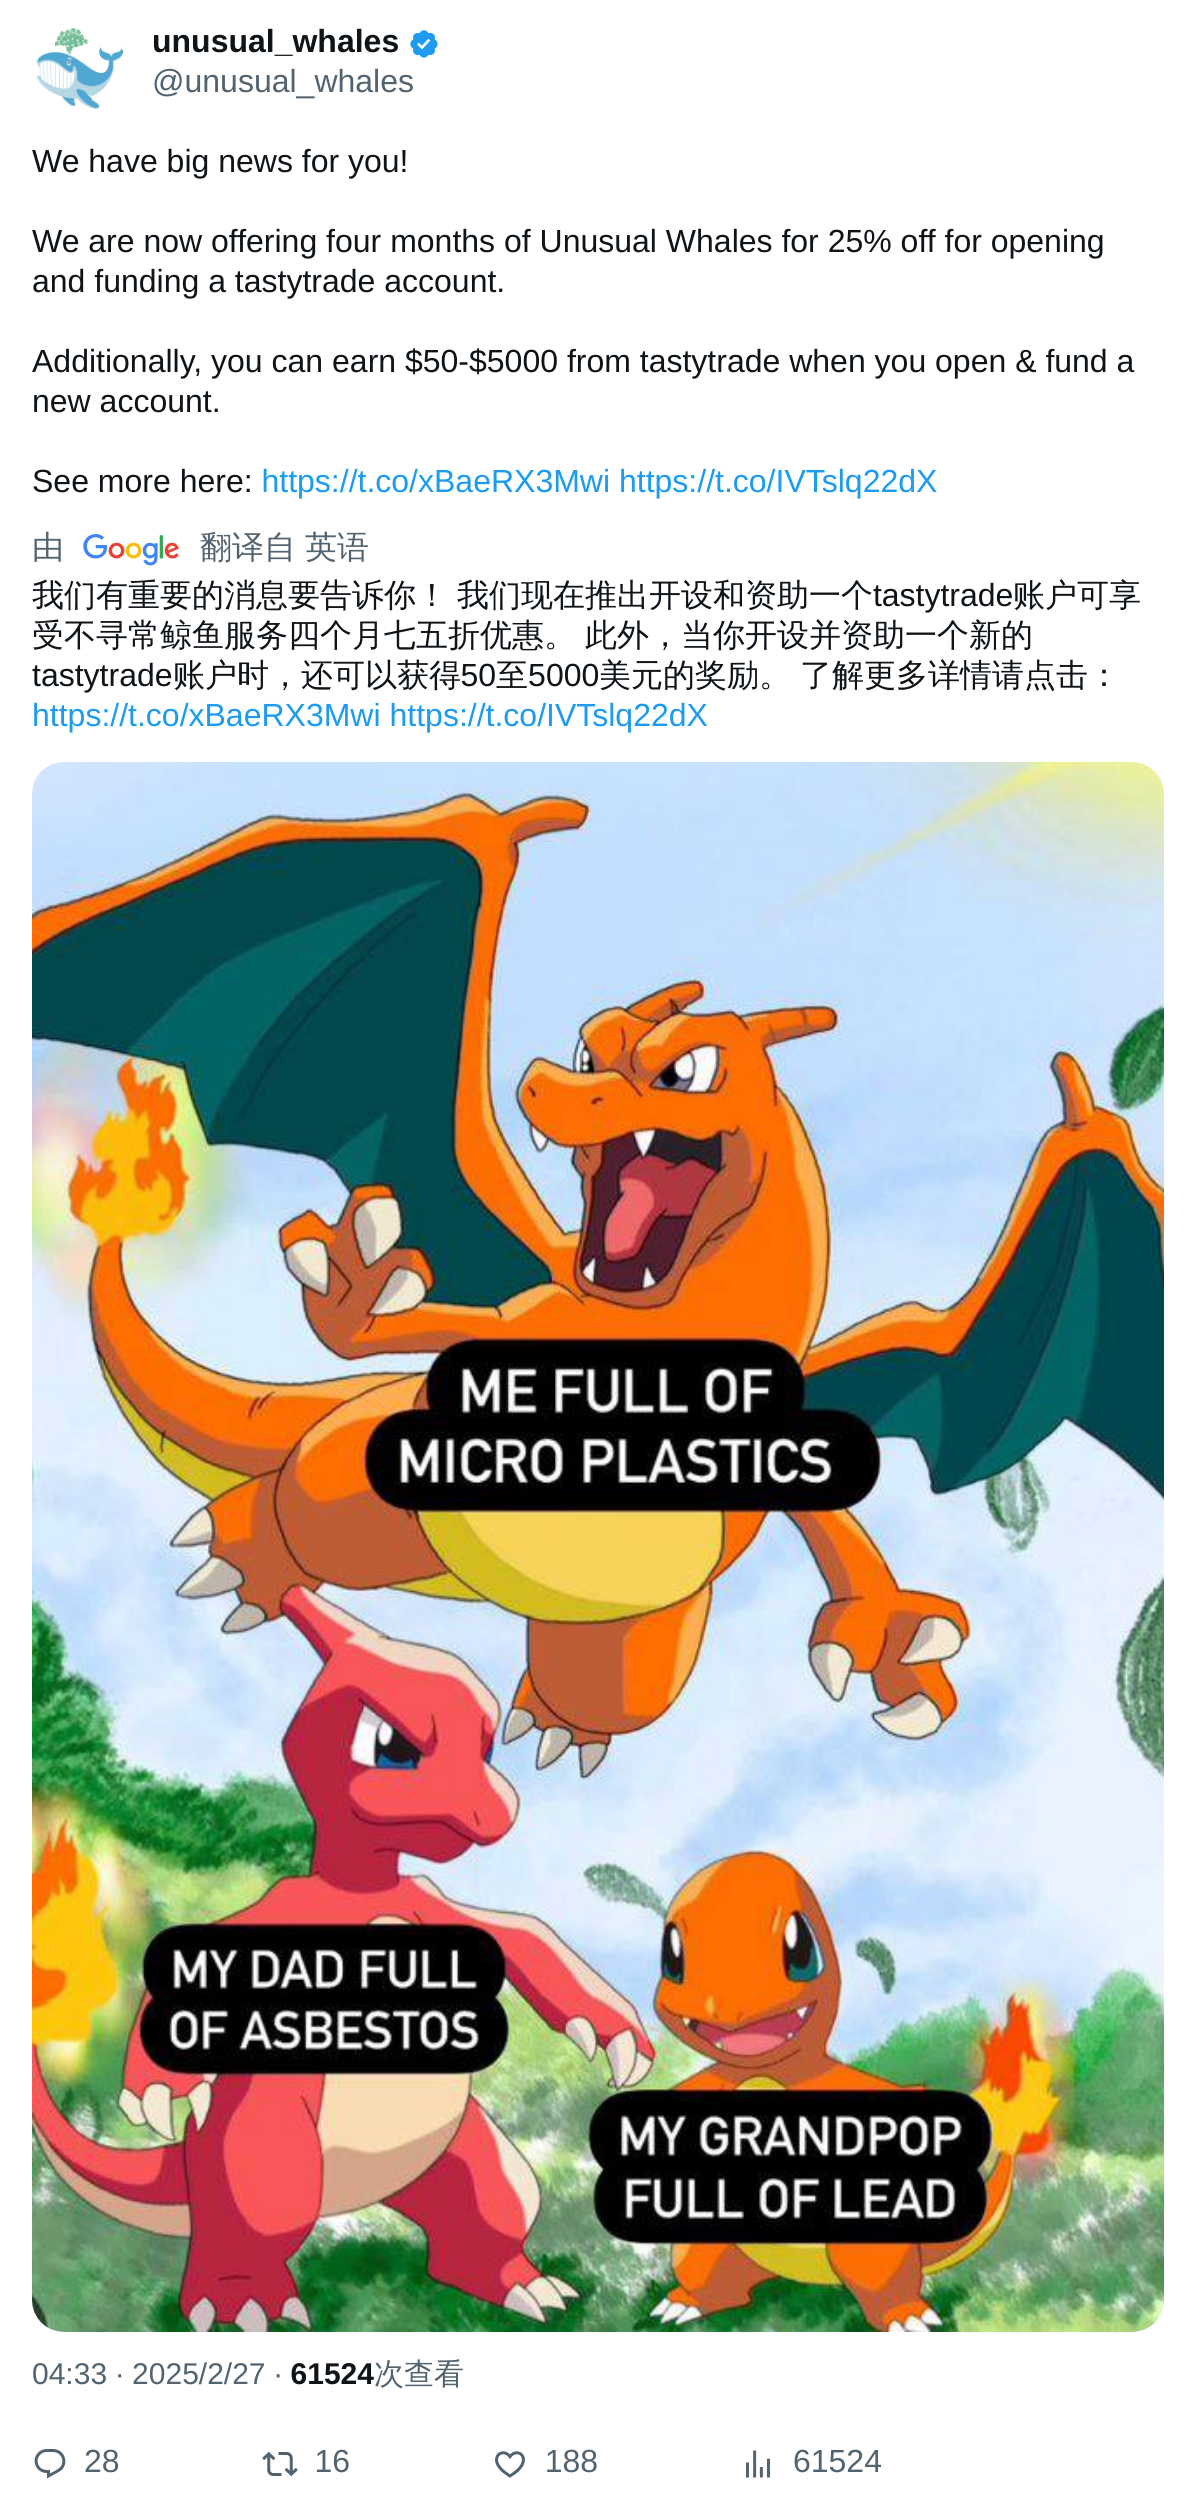 unusual_whales
@unusual_whales
We have big news for you!
We are now offering four months of Unusual Whales for 25% off for opening
and funding a tastytrade account.
Additionally, you can earn $50-$5000 from tastytrade when you open & fund a
new account.
See more here: https://t.co/xBaeRX3Mwi https://t.co/IVTslq22dX
由 Google 翻译自 英语
我们有重要的消息要告诉你！ 我们现在推出开设和资助一个tastytrade账户可享
受不寻常鲸鱼服务四个月七五折优惠。 此外，当你开设并资助一个新的
tastytrade账户时，还可以获得50至5000美元的奖励。 了解更多详情请点击：
https://t.co/xBaeRX3Mwi https://t.co/IVTslq22dX
ME FULL OF
MICRO PLASTICS
MY DAD FULL
OF ASBESTOS
MY GRANDPOP
FULL OF LEAD
04:33 · 2025/2/27 · 61524次查看
28 16 188 61524